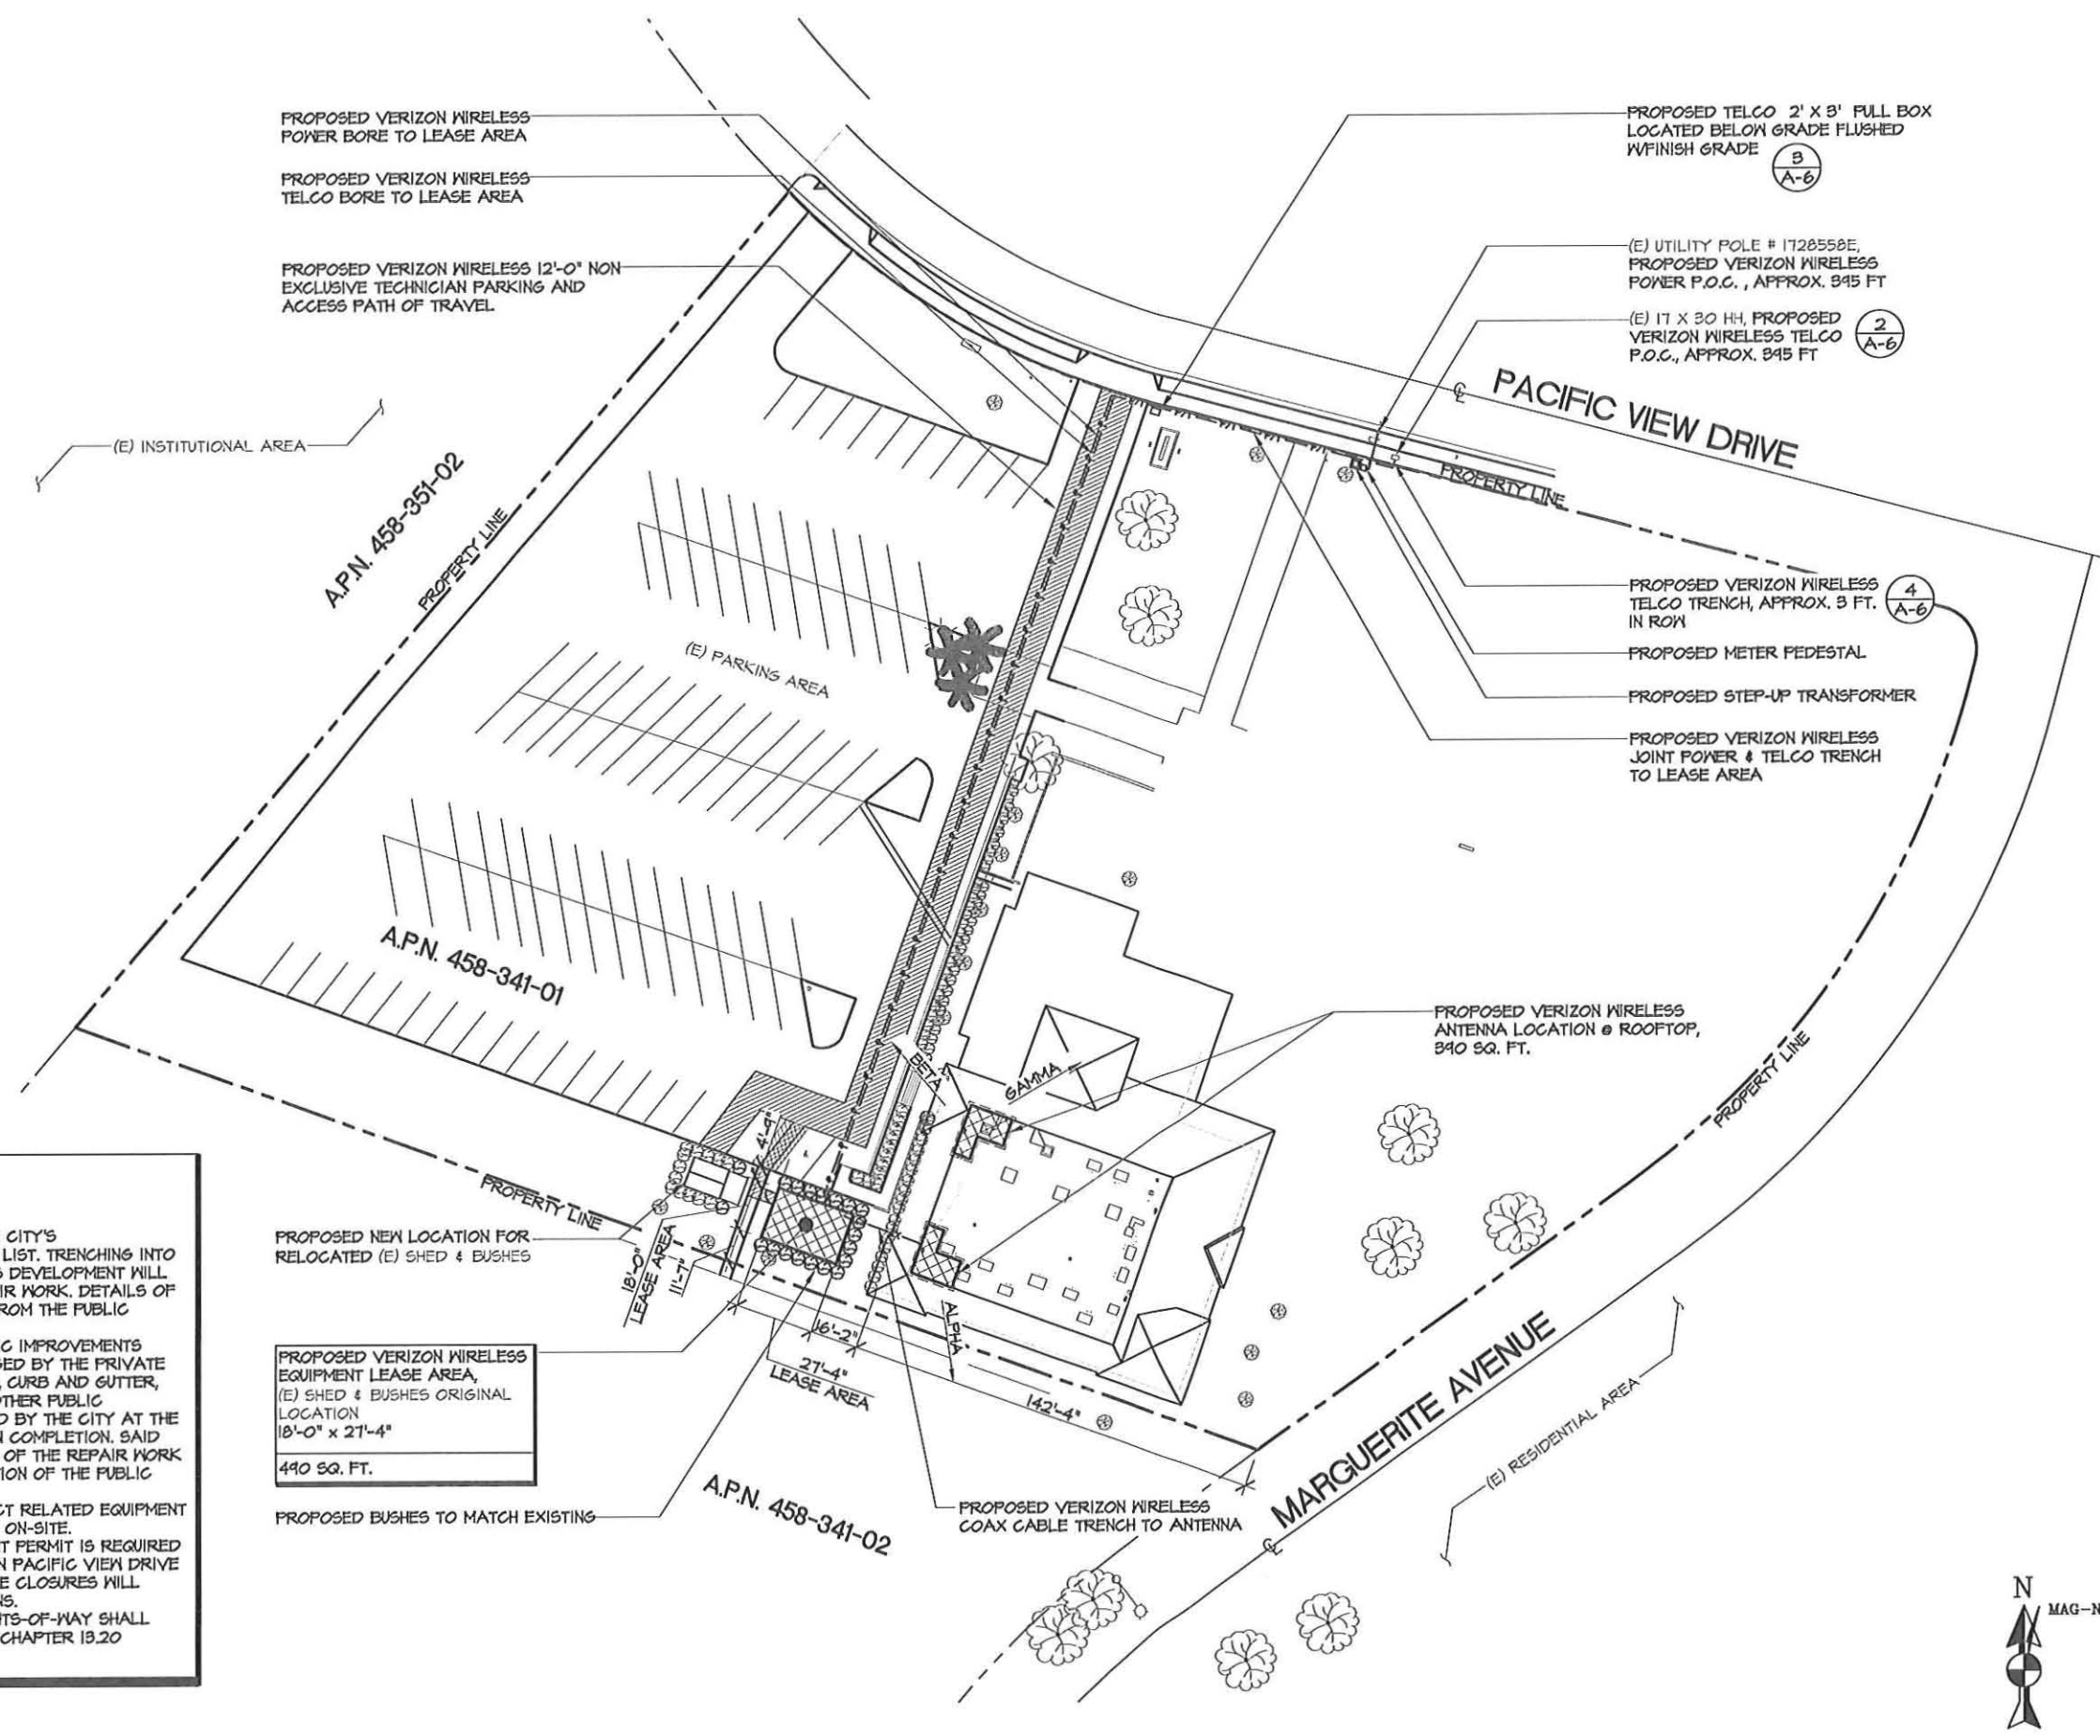 PROPOSED VERIZON WIRELESS
POWER BORE TO LEASE AREA
PROPOSED VERIZON WIRELESS
TELCO BORE TO LEASE AREA
PROPOSED VERIZON WIRELESS 12'-0" NON
EXCLUSIVE TECHNICIAN PARKING AND
ACCESS PATH OF TRAVEL
(E) INSTITUTIONAL AREA
A.P.N. 458-351-02
PROPERTY LINE
PROPOSED TELCO 2' X 3' PULL BOX
LOCATED BELOW GRADE FLUSHED
W/FINISH GRADE
3
A-6
(E) UTILITY POLE # 1728558E,
PROPOSED VERIZON WIRELESS
POWER P.O.C. , APPROX. 395 FT
(E) 17 X 30 HH, PROPOSED
VERIZON WIRELESS TELCO
P.O.C., APPROX. 395 FT
2
A-6
PACIFIC VIEW DRIVE
PROPERTY LINE
PROPOSED VERIZON WIRELESS
TELCO TRENCH, APPROX. 3 FT.
IN ROW
4
A-6
PROPOSED METER PEDESTAL
PROPOSED STEP-UP TRANSFORMER
PROPOSED VERIZON WIRELESS
JOINT POWER & TELCO TRENCH
TO LEASE AREA
(E) PARKING AREA
A.P.N. 458-341-01
PROPOSED VERIZON WIRELESS
ANTENNA LOCATION @ ROOFTOP,
390 SQ. FT.
PROPERTY LINE
BETA
GAMMA
ALPHA
4'-9"
PROPERTY LINE
PROPOSED NEW LOCATION FOR
RELOCATED (E) SHED & BUSHES
18'-0"
LEASE AREA
11'-7"
16'-2"
27'-4"
LEASE AREA
142'-4"
PROPOSED VERIZON WIRELESS
EQUIPMENT LEASE AREA,
(E) SHED & BUSHES ORIGINAL
LOCATION
18'-0" x 27'-4"
490 SQ. FT.
PROPOSED BUSHES TO MATCH EXISTING
A.P.N. 458-341-02
PROPOSED VERIZON WIRELESS
COAX CABLE TRENCH TO ANTENNA
MARGUERITE AVENUE
(E) RESIDENTIAL AREA
CITY'S
LIST. TRENCHING INTO
DEVELOPMENT WILL
WORK. DETAILS OF
FROM THE PUBLIC
IMPROVEMENTS
BY THE PRIVATE
CURB AND GUTTER,
OTHER PUBLIC
BY THE CITY AT THE
COMPLETION. SAID
OF THE REPAIR WORK
OF THE PUBLIC
RELATED EQUIPMENT
ON-SITE.
PERMIT IS REQUIRED
PACIFIC VIEW DRIVE
CLOSURES WILL
SHALL
CHAPTER 13.20
N
MAG-N